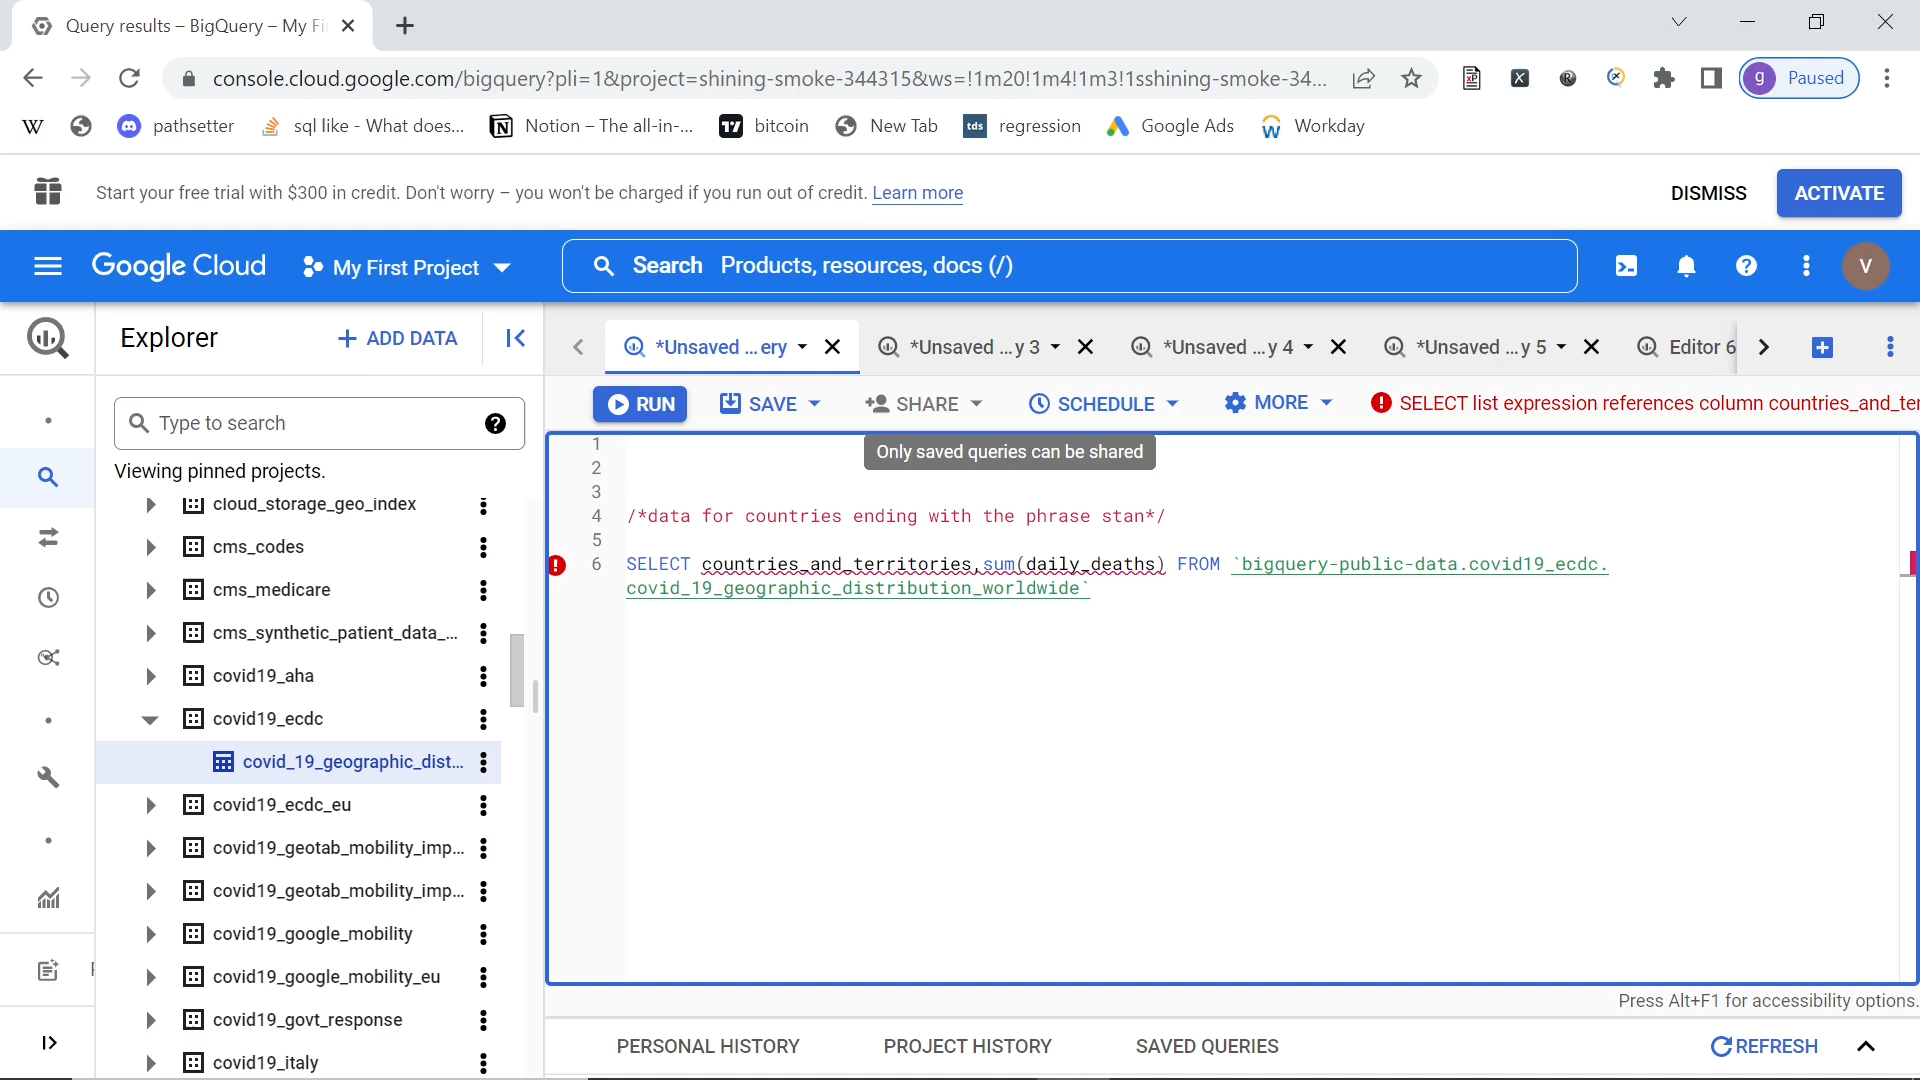 Query results – BigQuery – My Fi
console.cloud.google.com/bigquery?pli=1&project=shining-smoke-344315&ws=!1m20!1m4!1m3!1sshining-smoke-34...
g Paused
W pathsetter sql like - What does... Notion – The all-in-... bitcoin New Tab tds regression Google Ads Workday
Start your free trial with $300 in credit. Don't worry – you won't be charged if you run out of credit. Learn more
DISMISS
ACTIVATE
Google Cloud My First Project Search Products, resources, docs (/) V
Explorer + ADD DATA
*Unsaved ...ery *Unsaved ...y 3 *Unsaved ...y 4 *Unsaved ...y 5 Editor 6
Type to search
RUN SAVE SHARE SCHEDULE MORE SELECT list expression references column countries_and_ter
Only saved queries can be shared
Viewing pinned projects.
cloud_storage_geo_index
cms_codes
cms_medicare
cms_synthetic_patient_data_...
covid19_aha
covid19_ecdc
covid_19_geographic_dist...
covid19_ecdc_eu
covid19_geotab_mobility_imp...
covid19_geotab_mobility_imp...
covid19_google_mobility
covid19_google_mobility_eu
covid19_govt_response
covid19_italy
1
2
3
4 /*data for countries ending with the phrase stan*/
5
6 SELECT countries_and_territories,sum(daily_deaths) FROM `bigquery-public-data.covid19_ecdc.
covid_19_geographic_distribution_worldwide`
Press Alt+F1 for accessibility options.
PERSONAL HISTORY PROJECT HISTORY SAVED QUERIES REFRESH